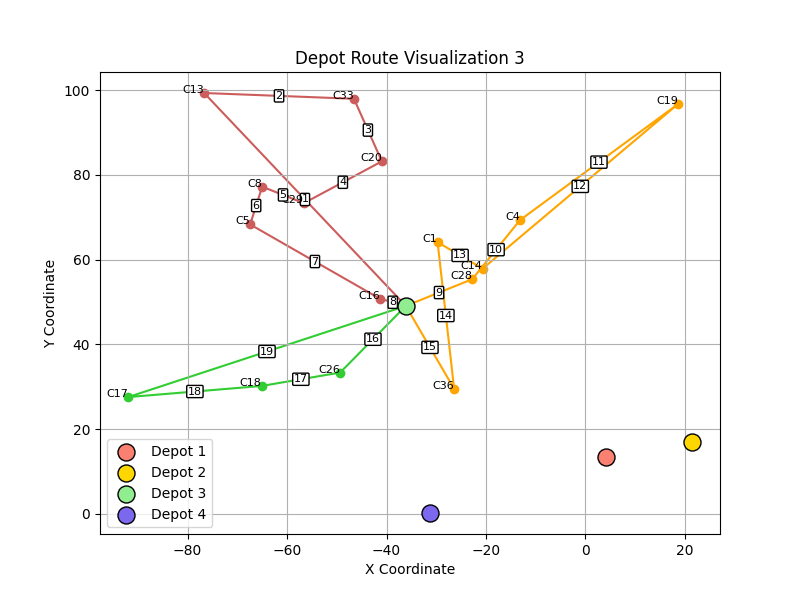 Depot Route Visualization 3
Y Coordinate
100
80
60
40
20
0
C13
2
C33
3
C20
4
C8
5
C29
1
6
C5
7
C16
8
C19
11
12
C4
10
C1
13
C14
C28
9
14
15
C36
16
19
C26
17
C18
18
C17
Depot 1
Depot 2
Depot 3
Depot 4
−80
−60
−40
−20
0
20
X Coordinate